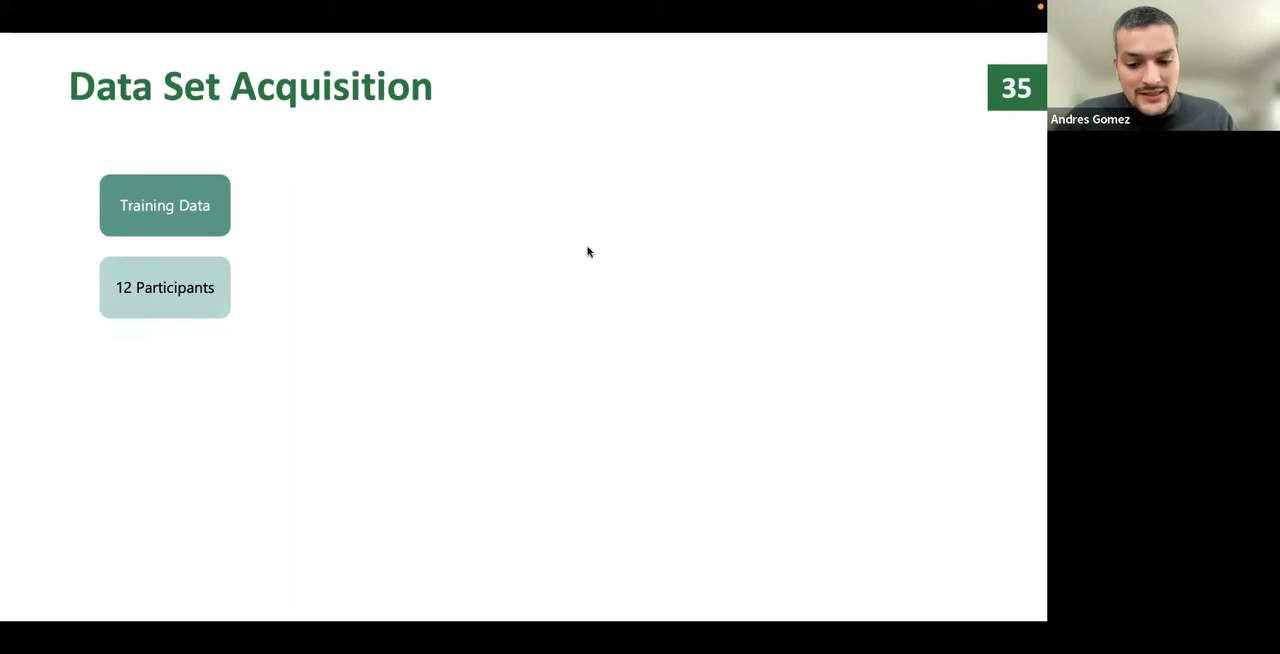 Data Set Acquisition
35
Andres Gomez
Training Data
12 Participants